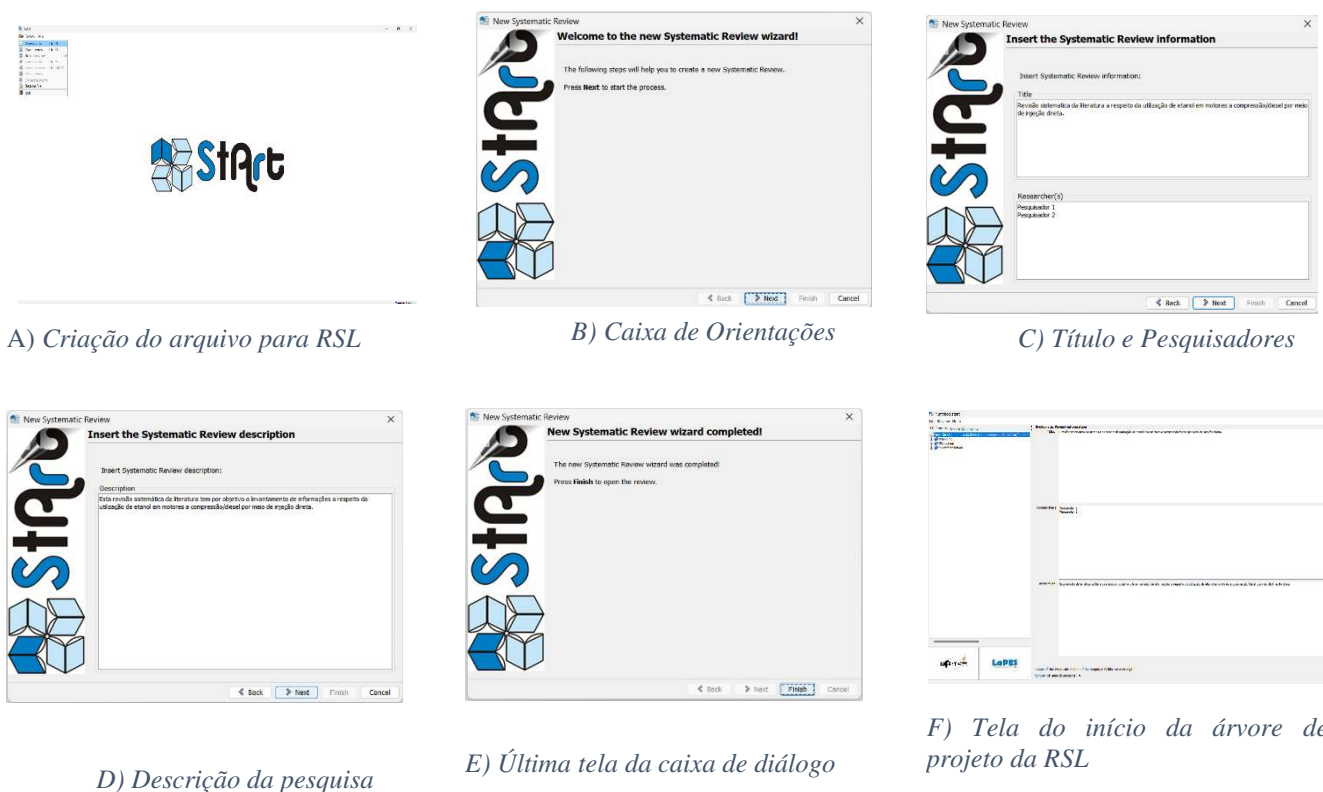 StArt
A) Criação do arquivo para RSL
New Systematic Review
Welcome to the new Systematic Review wizard!
The following steps will help you to create a new Systematic Review.
Press Next to start the process.
StArt
Back Next Finish Cancel
B) Caixa de Orientações
New Systematic Review
Insert the Systematic Review information
Insert Systematic Review information:
Title
Revisão sistematica da literatura a respeito da utilização de etanol em motores a compressão/diesel por meio
de injeção direta.
Researcher(s)
Pesquisador 1
Pesquisador 2
StArt
Back Next Finish Cancel
C) Título e Pesquisadores
New Systematic Review
Insert the Systematic Review description
Insert Systematic Review description:
Description
Esta revisão sistemática da literatura tem por objetivo o levantamento de informações a respeito da
utilização de etanol em motores a compressão/diesel por meio de injeção direta.
StArt
Back Next Finish Cancel
D) Descrição da pesquisa
New Systematic Review
New Systematic Review wizard completed!
The new Systematic Review wizard was completed!
Press Finish to open the review.
StArt
Back Next Finish Cancel
E) Última tela da caixa de diálogo
LaPES
F) Tela do início da árvore de
projeto da RSL